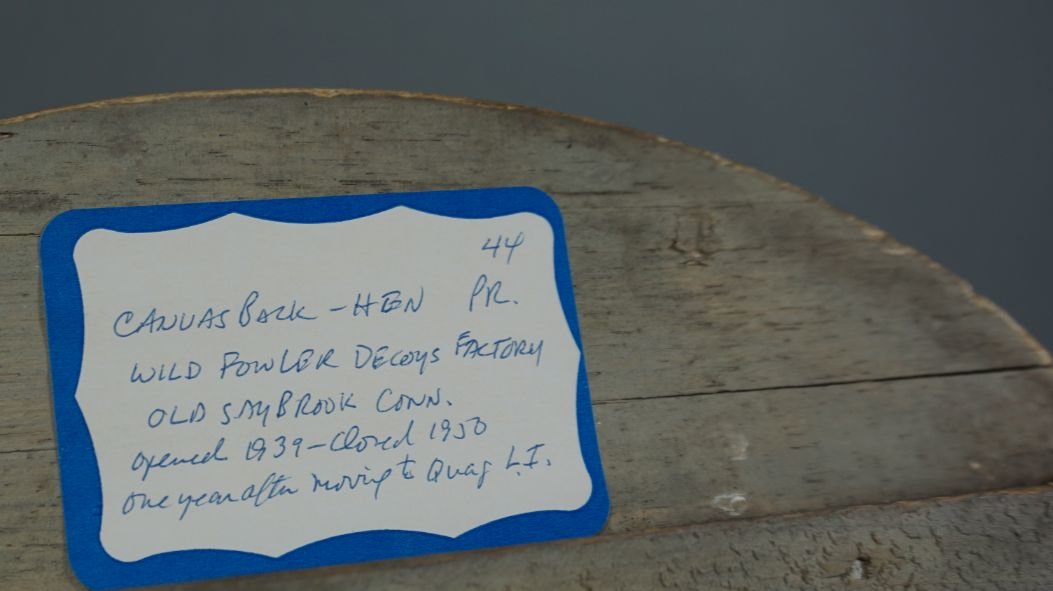 44
CANVASBACK - HEN PR.
WILD FOWLER DECOYS FACTORY
OLD SAYBROOK CONN.
opened 1939 - Closed 1950
one year after moving to Quag L.I.